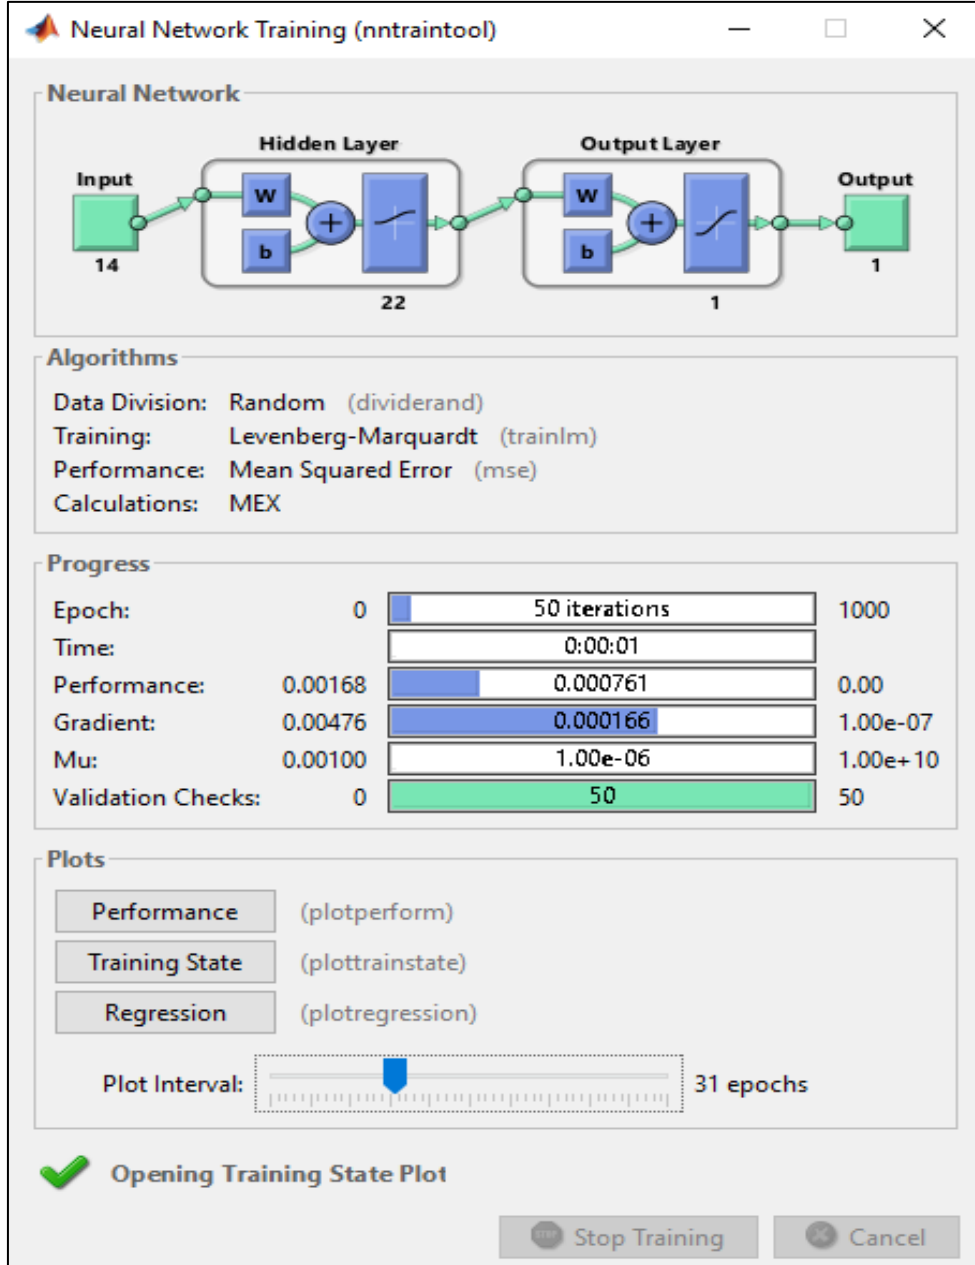 Neural Network Training (nntraintool)
Neural Network
Hidden Layer
Output Layer
Input
Output
W
b
W
b
14
22
1
1
Algorithms
Data Division: Random (dividerand)
Training: Levenberg-Marquardt (trainlm)
Performance: Mean Squared Error (mse)
Calculations: MEX
Progress
Epoch: 0 50 iterations 1000
Time: 0:00:01
Performance: 0.00168 0.000761 0.00
Gradient: 0.00476 0.000166 1.00e-07
Mu: 0.00100 1.00e-06 1.00e+10
Validation Checks: 0 50 50
Plots
Performance (plotperform)
Training State (plottrainstate)
Regression (plotregression)
Plot Interval: 31 epochs
Opening Training State Plot
Stop Training
Cancel